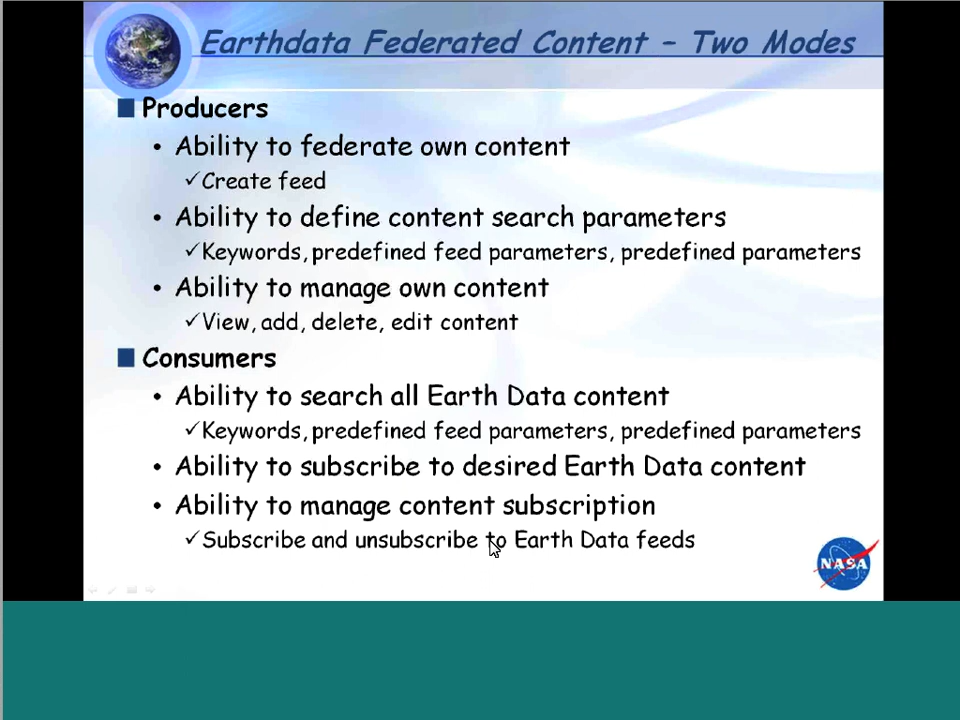 Earthdata Federated Content – Two Modes
■ Producers
• Ability to federate own content
✓Create feed
• Ability to define content search parameters
✓Keywords, predefined feed parameters, predefined parameters
• Ability to manage own content
✓View, add, delete, edit content
■ Consumers
• Ability to search all Earth Data content
✓Keywords, predefined feed parameters, predefined parameters
• Ability to subscribe to desired Earth Data content
• Ability to manage content subscription
✓Subscribe and unsubscribe to Earth Data feeds
NASA